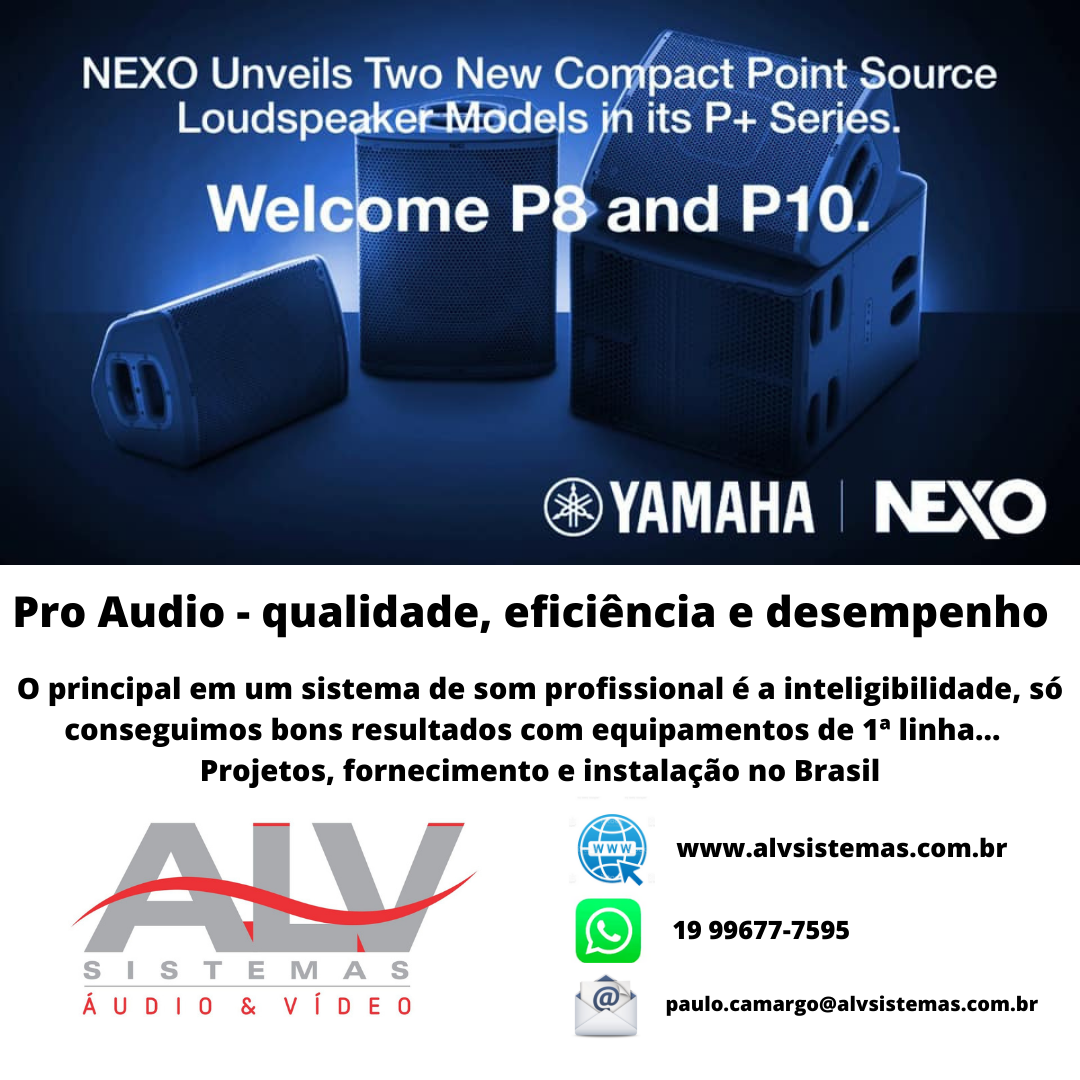 NEXO Unveils Two New Compact Point Source
Loudspeaker Models in its P+ Series.
Welcome P8 and P10.
YAMAHA | NEXO
Pro Audio - qualidade, eficiência e desempenho
O principal em um sistema de som profissional é a inteligibilidade, só
conseguimos bons resultados com equipamentos de 1ª linha...
Projetos, fornecimento e instalação no Brasil
ALV
SISTEMAS
ÁUDIO & VÍDEO
WWW
www.alvsistemas.com.br
19 99677-7595
@
paulo.camargo@alvsistemas.com.br